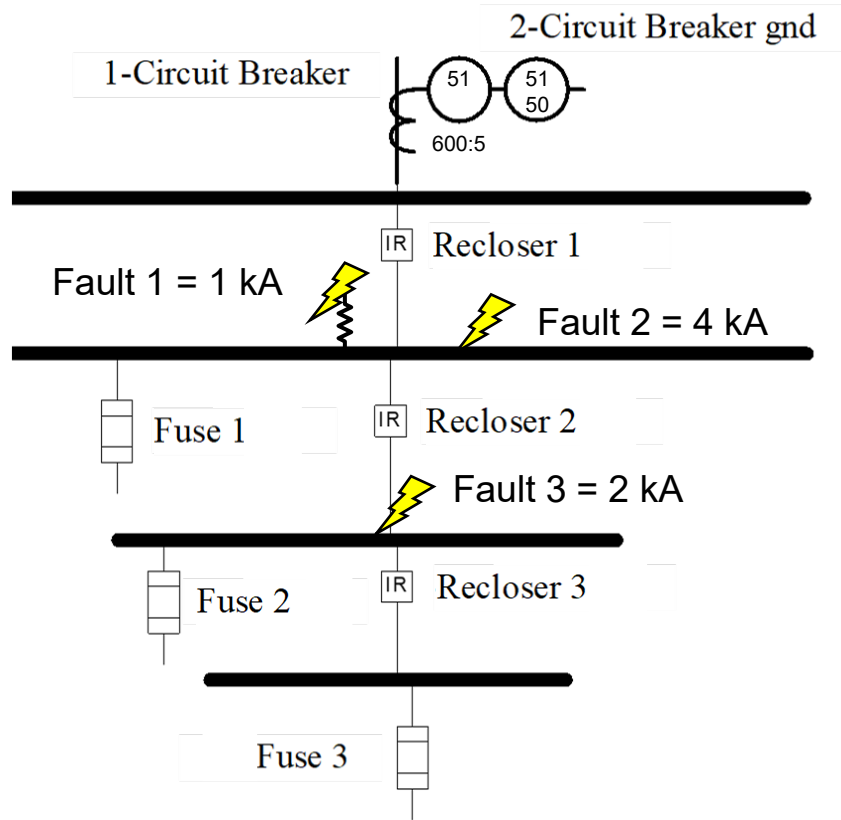 2-Circuit Breaker gnd
1-Circuit Breaker
51
51
50
600:5
IR
Recloser 1
Fault 1 = 1 kA
Fault 2 = 4 kA
IR
Recloser 2
Fuse 1
Fault 3 = 2 kA
IR
Recloser 3
Fuse 2
Fuse 3